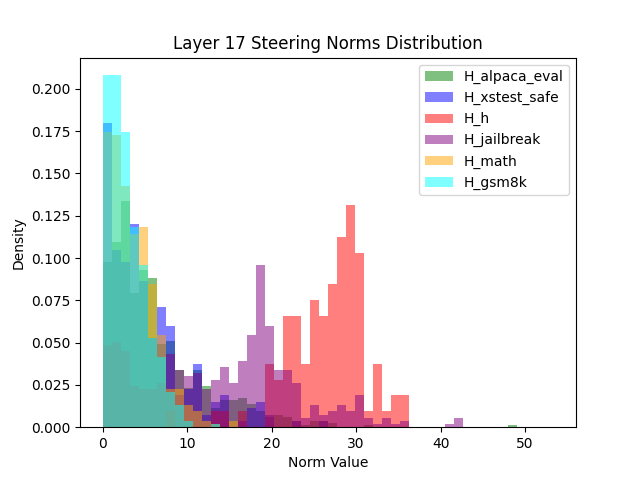 Layer 17 Steering Norms Distribution
H_alpaca_eval
H_xstest_safe
H_h
H_jailbreak
H_math
H_gsm8k
0.200
0.175
0.150
0.125
0.100
0.075
0.050
0.025
0.000
Density
0
10
20
30
40
50
Norm Value